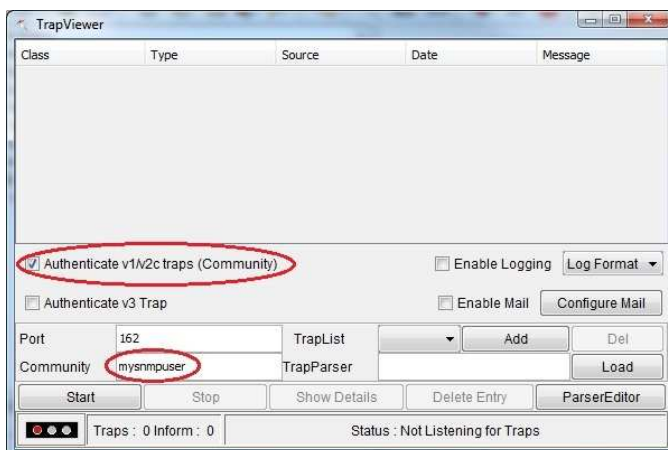 TrapViewer
Class Type Source Date Message
Authenticate v1/v2c traps (Community) Enable Logging Log Format
Authenticate v3 Trap Enable Mail Configure Mail
Port 162 TrapList Add Del
Community mysnmpuser TrapParser Load
Start Stop Show Details Delete Entry ParserEditor
Traps : 0 Inform : 0 Status : Not Listening for Traps